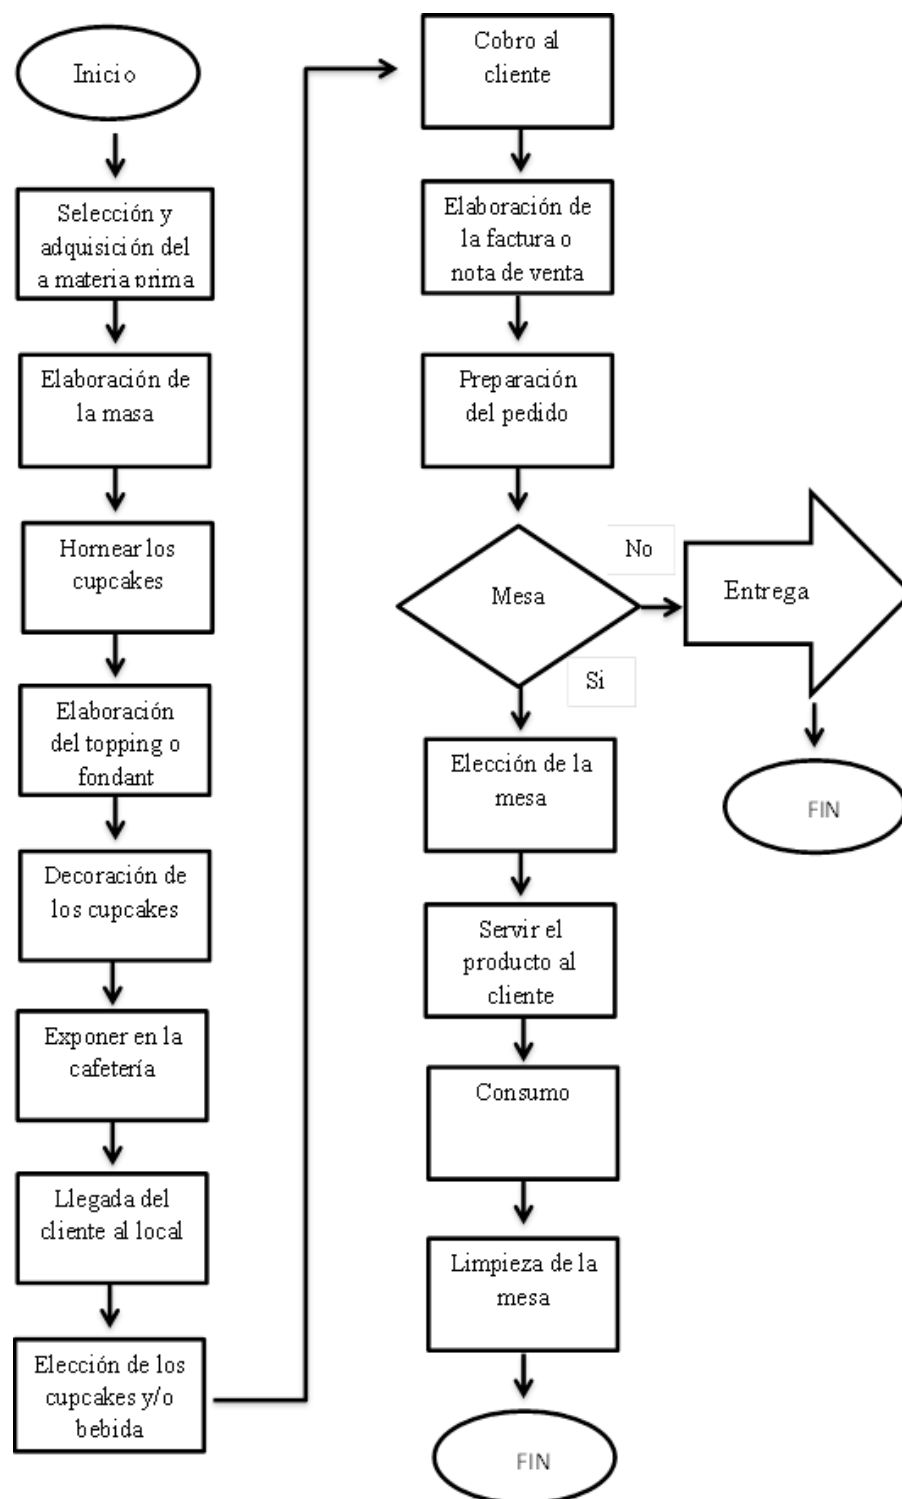 Inicio
Selección y
adquisición del
a materia prima
Elaboración de
la masa
Hornear los
cupcakes
Elaboración
del topping o
fondant
Decoración de
los cupcakes
Exponer en la
cafetería
Llegada del
cliente al local
Elección de los
cupcakes y/o
bebida
Cobro al
cliente
Elaboración de
la factura o
nota de venta
Preparación
del pedido
Mesa
No
Entrega
FIN
Si
Elección de la
mesa
Servir el
producto al
cliente
Consumo
Limpieza de la
mesa
FIN